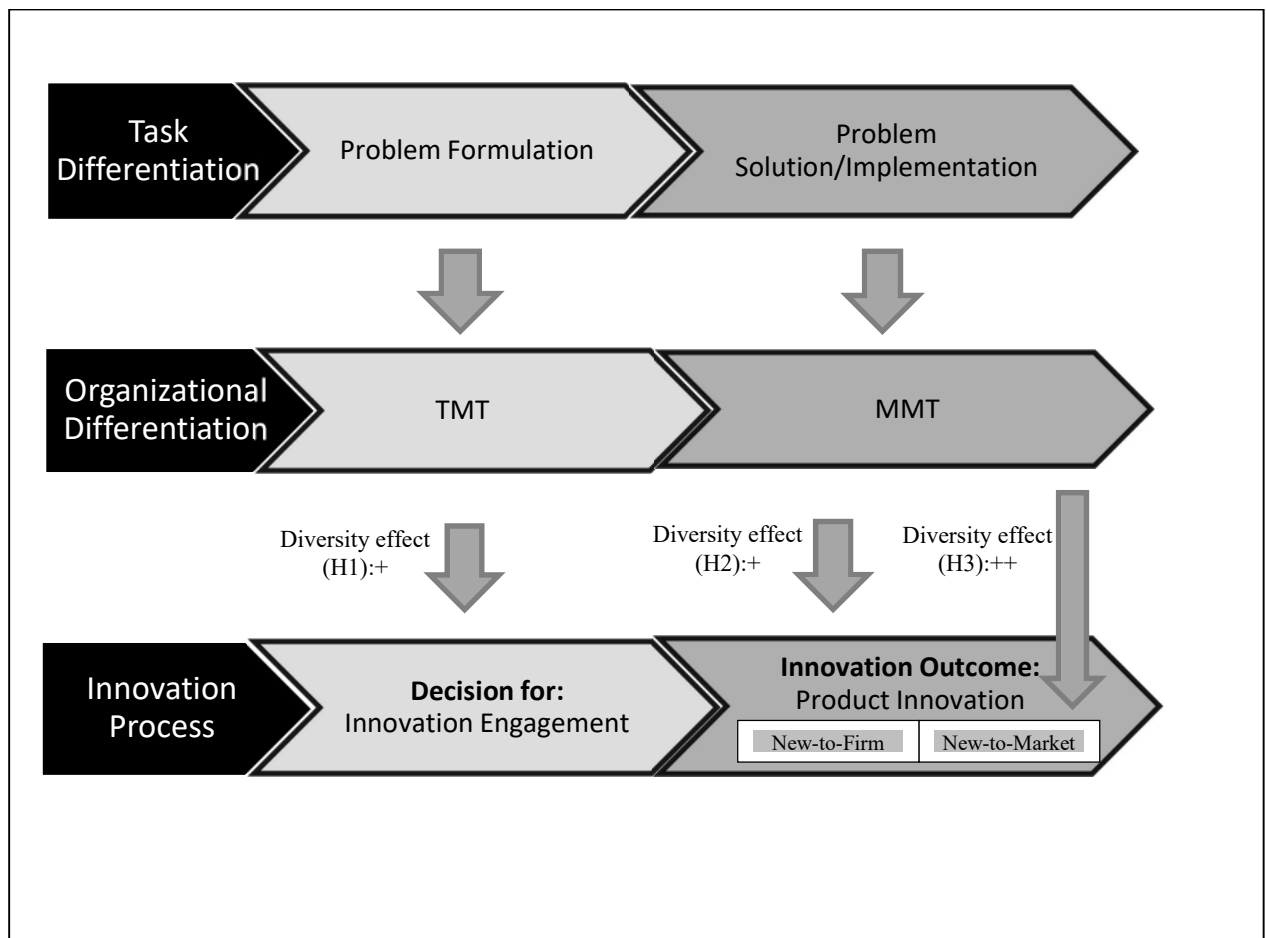 Task
Differentiation
Problem Formulation
Problem
Solution/Implementation
Organizational
Differentiation
TMT
MMT
Diversity effect
(H1):+
Diversity effect
(H2):+
Diversity effect
(H3):++
Innovation
Process
Decision for:
Innovation Engagement
Innovation Outcome:
Product Innovation
New-to-Firm
New-to-Market